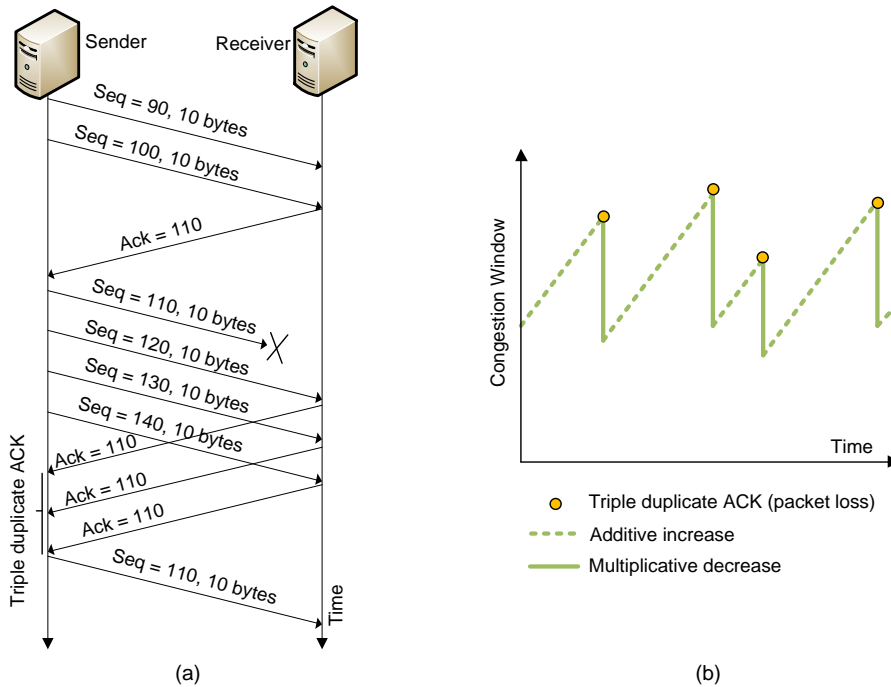 Sender
Receiver
Seq = 90, 10 bytes
Seq = 100, 10 bytes
Ack = 110
Seq = 110, 10 bytes
Seq = 120, 10 bytes
Seq = 130, 10 bytes
Seq = 140, 10 bytes
Ack = 110
Ack = 110
Ack = 110
Seq = 110, 10 bytes
Triple duplicate ACK
Time
(a)
Congestion Window
Time
Triple duplicate ACK (packet loss)
Additive increase
Multiplicative decrease
(b)